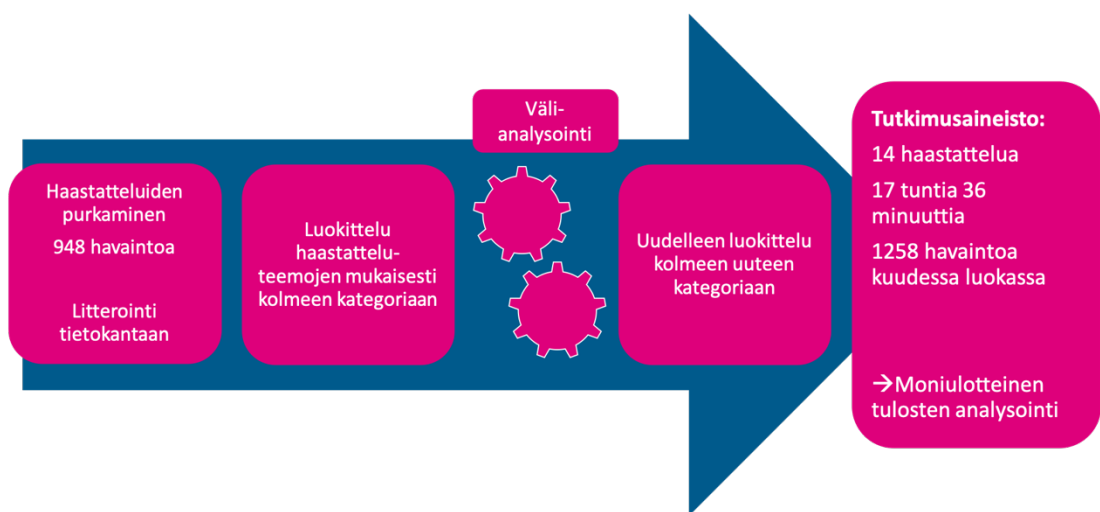 Haastatteluiden
purkaminen
948 havaintoa
Litterointi
tietokantaan
Luokittelu
haastattelu-
teemojen mukaisesti
kolmeen kategoriaan
Väli-
analysointi
Uudelleen luokittelu
kolmeen uuteen
kategoriaan
Tutkimusaineisto:
14 haastattelua
17 tuntia 36
minuuttia
1258 havaintoa
kuudessa luokassa
→Moniulotteinen
tulosten analysointi